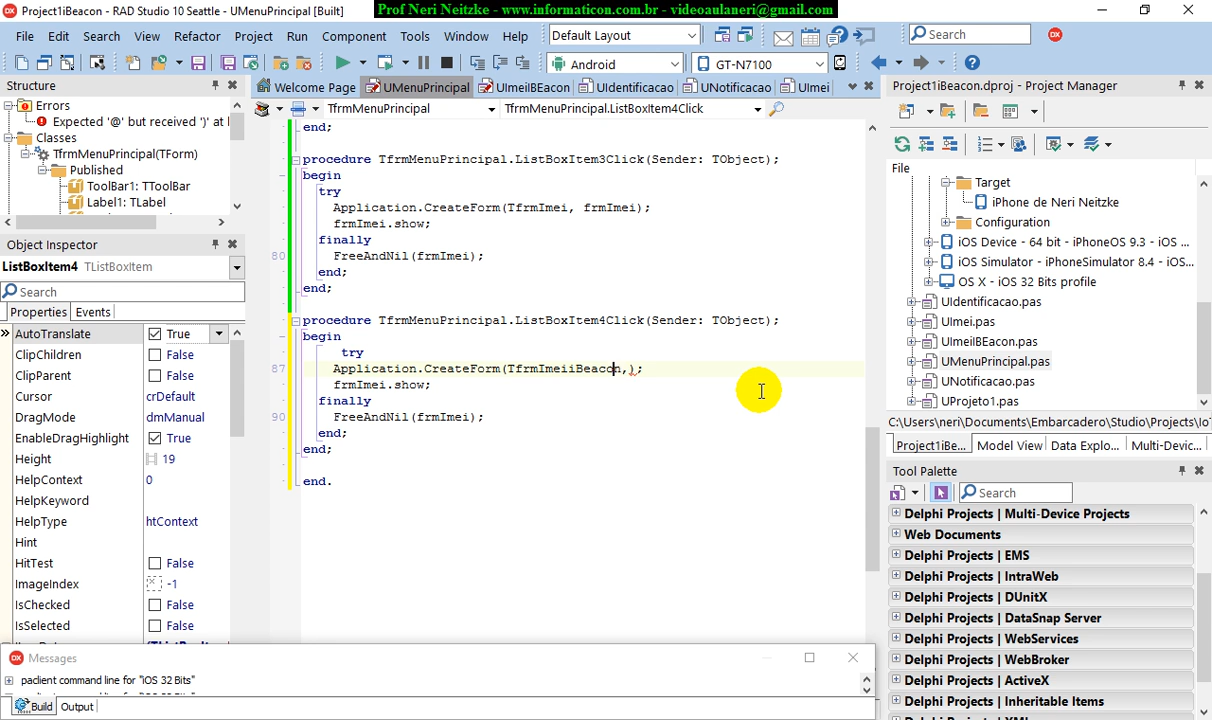 Project1iBeacon - RAD Studio 10 Seattle - UMenuPrincipal [Built]
Prof Neri Neitzke - www.informaticon.com.br - videoaulaneri@gmail.com
File Edit Search View Refactor Project Run Component Tools Window Help
Default Layout
Search
Android
GT-N7100
Structure
Errors
Expected '@' but received ')' at l
Classes
TfrmMenuPrincipal(TForm)
Published
ToolBar1: TToolBar
Label1: TLabel
Object Inspector
ListBoxItem4 TListBoxItem
Search
Properties Events
AutoTranslate True
ClipChildren False
ClipParent False
Cursor crDefault
DragMode dmManual
EnableDragHighlight True
Height 19
HelpContext 0
HelpKeyword
HelpType htContext
Hint
HitTest False
ImageIndex -1
IsChecked False
IsSelected False
Welcome Page UMenuPrincipal UImeiIBEacon UIdentificacao UNotificacao UImei
TfrmMenuPrincipal TfrmMenuPrincipal.ListBoxItem4Click
end;
procedure TfrmMenuPrincipal.ListBoxItem3Click(Sender: TObject);
begin
try
Application.CreateForm(TfrmImei, frmImei);
frmImei.show;
finally
80 FreeAndNil(frmImei);
end;
end;
procedure TfrmMenuPrincipal.ListBoxItem4Click(Sender: TObject);
begin
try
87 Application.CreateForm(TfrmImeiiBeacon,);
frmImei.show;
finally
90 FreeAndNil(frmImei);
end;
end;
end.
Project1iBeacon.dproj - Project Manager
File
Target
iPhone de Neri Neitzke
Configuration
iOS Device - 64 bit - iPhoneOS 9.3 - iOS ...
iOS Simulator - iPhoneSimulator 8.4 - iOS...
OS X - iOS 32 Bits profile
UIdentificacao.pas
UImei.pas
UImeilBEacon.pas
UMenuPrincipal.pas
UNotificacao.pas
UProjeto1.pas
C:\Users\neri\Documents\Embarcadero\Studio\Projects\IoT
Project1iBe... Model View Data Explo... Multi-Devic...
Tool Palette
Search
Delphi Projects | Multi-Device Projects
Web Documents
Delphi Projects | EMS
Delphi Projects | IntraWeb
Delphi Projects | DUnitX
Delphi Projects | DataSnap Server
Delphi Projects | WebServices
Delphi Projects | WebBroker
Delphi Projects | ActiveX
Delphi Projects | Inheritable Items
Messages
paclient command line for "iOS 32 Bits"
Build Output